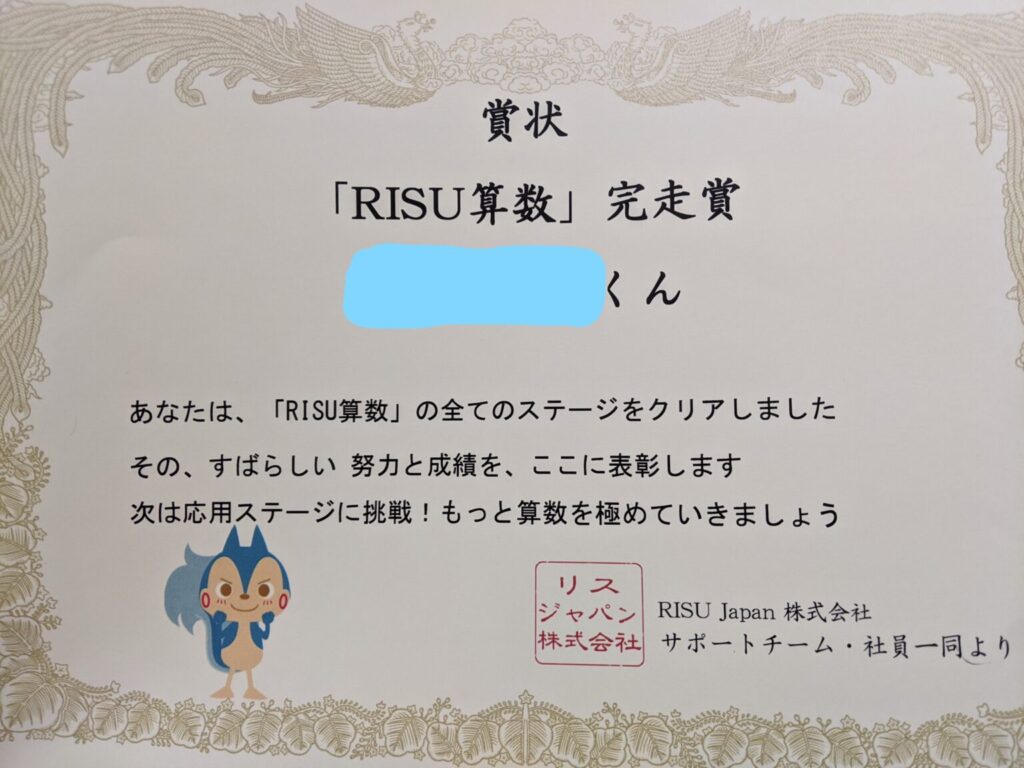 賞状
「RISU算数」完走賞
くん
あなたは、「RISU算数」の全てのステージをクリアしました
その、すばらしい 努力と成績を、ここに表彰します
次は応用ステージに挑戦！もっと算数を極めていきましょう
リス
ジャパン
株式会社
RISU Japan 株式会社
サポートチーム・社員一同より